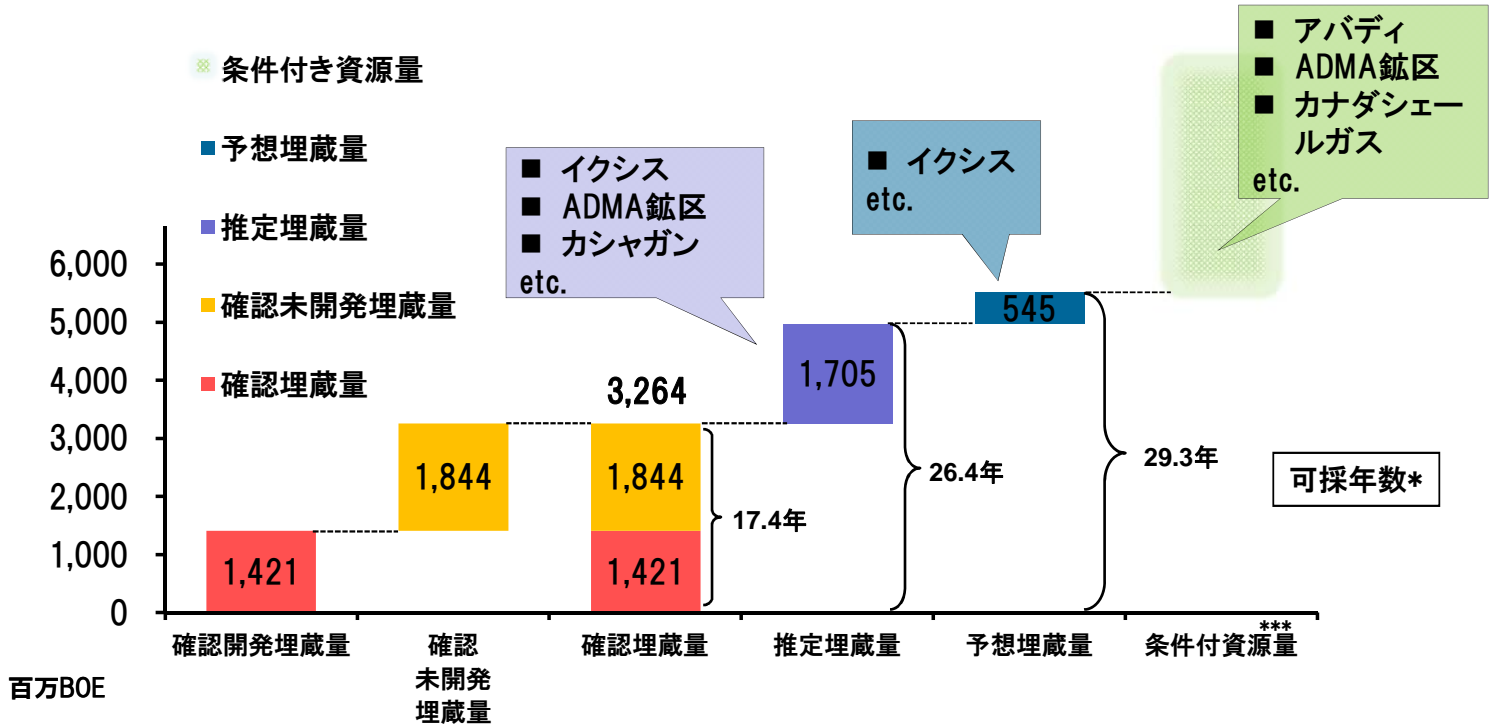 条件付き資源量
予想埋蔵量
推定埋蔵量
確認未開発埋蔵量
確認埋蔵量
■ イクシス
■ ADMA鉱区
■ カシャガン
etc.
■ イクシス
etc.
■ アバディ
■ ADMA鉱区
■ カナダシェー
ルガス
etc.
6,000
5,000
4,000
3,000
2,000
1,000
0
1,421
1,844
3,264
1,844
1,421
17.4年
1,705
26.4年
545
29.3年
可採年数*
確認開発埋蔵量
確認
未開発
埋蔵量
確認埋蔵量
推定埋蔵量
予想埋蔵量
条件付資源量***
百万BOE